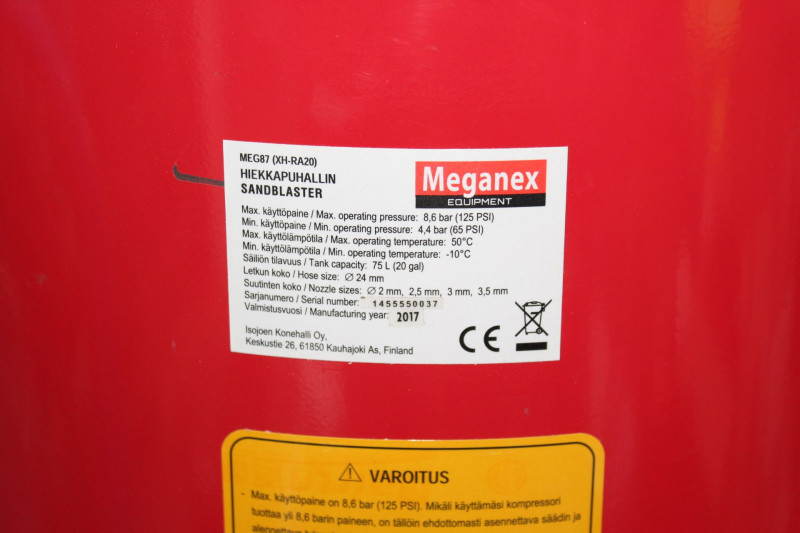 MEG87 (XH-RA20)
HIEKKAPUHALLIN
SANDBLASTER
Meganex
EQUIPMENT
Max. käyttöpaine / Max. operating pressure: 8,6 bar (125 PSI)
Min. käyttöpaine / Min. operating pressure: 4,4 bar (65 PSI)
Max. käyttölämpötila / Max. operating temperature: 50°C
Min. käyttölämpötila / Min. operating temperature: -10°C
Säiliön tilavuus / Tank capacity: 75 L (20 gal)
Letkun koko / Hose size: Ø 24 mm
Suutinten koko / Nozzle sizes: Ø 2 mm, 2,5 mm, 3 mm, 3,5 mm
Sarjanumero / Serial number: 1455550037
Valmistusvuosi / Manufacturing year: 2017
Isojoen Konehalli Oy,
Keskustie 26, 61850 Kauhajoki As, Finland
CE
VAROITUS
- Max. käyttöpaine on 8,6 bar (125 PSI). Mikäli käyttämäsi kompressori
tuottaa yli 8,6 barin paineen, on tällöin ehdottomasti asennettava säädin ja